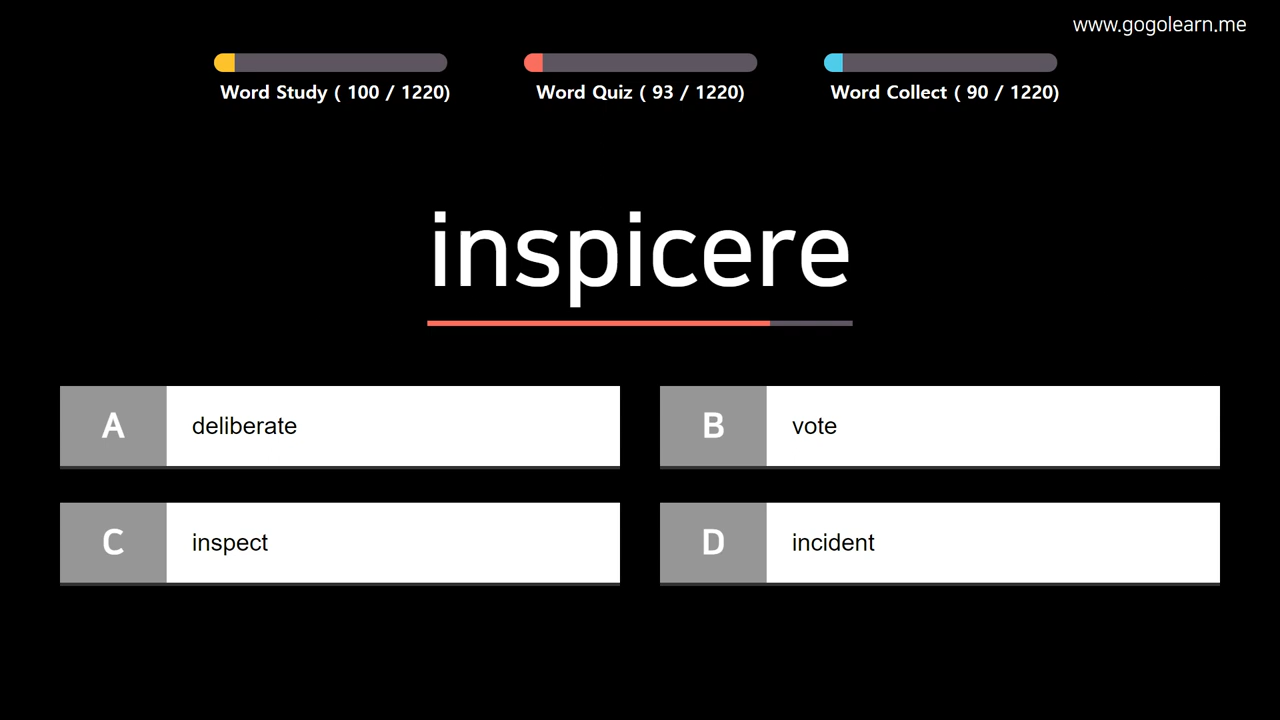 www.gogolearn.me
Word Study ( 100 / 1220)
Word Quiz ( 93 / 1220)
Word Collect ( 90 / 1220)
inspicere
A deliberate
B vote
C inspect
D incident